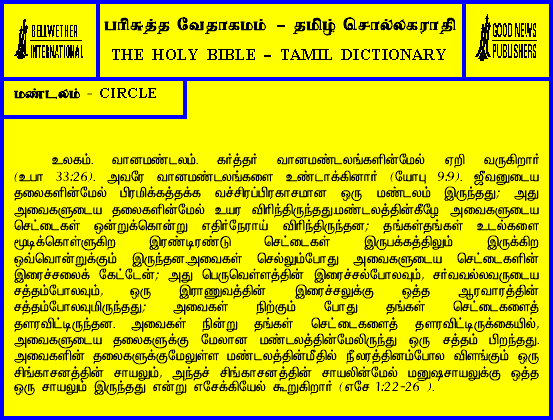 BELLWETHER
INTERNATIONAL
பரிசுத்த வேதாகமம் – தமிழ் சொல்லகராதி
THE HOLY BIBLE – TAMIL DICTIONARY
GOOD NEWS
PUBLISHERS
மண்டலம் - CIRCLE
உலகம். வானமண்டலம். கர்த்தர் வானமண்டலங்களின்மேல் ஏறி வருகிறார்
(உபா 33:26). அவரே வானமண்டலங்களை உண்டாக்கினார் (யோபு 9:9). ஜீவனுடைய
தலைகளின்மேல் பிரமிக்கத்தக்க வச்சிரப்பிரகாசமான ஒரு மண்டலம் இருந்தது; அது
அவைகளுடைய தலைகளின்மேல் உயர விரிந்திருந்தது.மண்டலத்தின்கீழே அவைகளுடைய
செட்டைகள் ஒன்றுக்கொன்று எதிர்நேராய் விரிந்திருந்தன; தங்கள்தங்கள் உடல்களை
மூடிக்கொள்ளுகிற இரண்டிரண்டு செட்டைகள் இருபக்கத்திலும் இருக்கிற
ஒவ்வொன்றுக்கும் இருந்தன.அவைகள் செல்லும்போது அவைகளுடைய செட்டைகளின்
இரைச்சலைக் கேட்டேன்; அது பெருவெள்ளத்தின் இரைச்சல்போலவும், சர்வவல்லவருடைய
சத்தம்போலவும், ஒரு இராணுவத்தின் இரைச்சலுக்கு ஒத்த ஆரவாரத்தின்
சத்தம்போலவுமிருந்தது; அவைகள் நிற்கும் போது தங்கள் செட்டைகளைத்
தளரவிட்டிருந்தன. அவைகள் நின்று தங்கள் செட்டைகளைத் தளரவிட்டிருக்கையில்,
அவைகளுடைய தலைகளுக்கு மேலான மண்டலத்தின்மேலிருந்து ஒரு சத்தம் பிறந்தது.
அவைகளின் தலைகளுக்குமேலுள்ள மண்டலத்தின்மீதில் நீலரத்தினம்போல விளங்கும் ஒரு
சிங்காசனத்தின் சாயலும், அந்தச் சிங்காசனத்தின் சாயலின்மேல் மனுஷசாயலுக்கு ஒத்த
ஒரு சாயலும் இருந்தது என்று எசேக்கியேல் கூறுகிறார் (எசே 1:22-26 ).